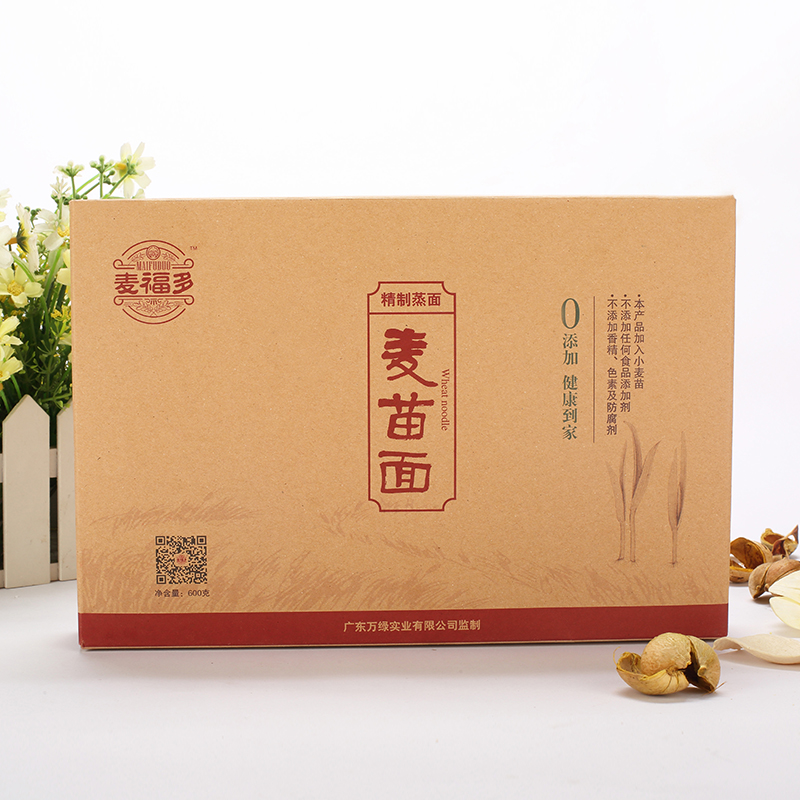 MAIFUDUO
麦福多
TM
精制蒸面
麦苗面
Wheat noodle
0添加 健康到家
·本产品加入小麦苗
·不添加任何食品添加剂
·不添加香精、色素及防腐剂
净含量：600克
广东万绿实业有限公司监制